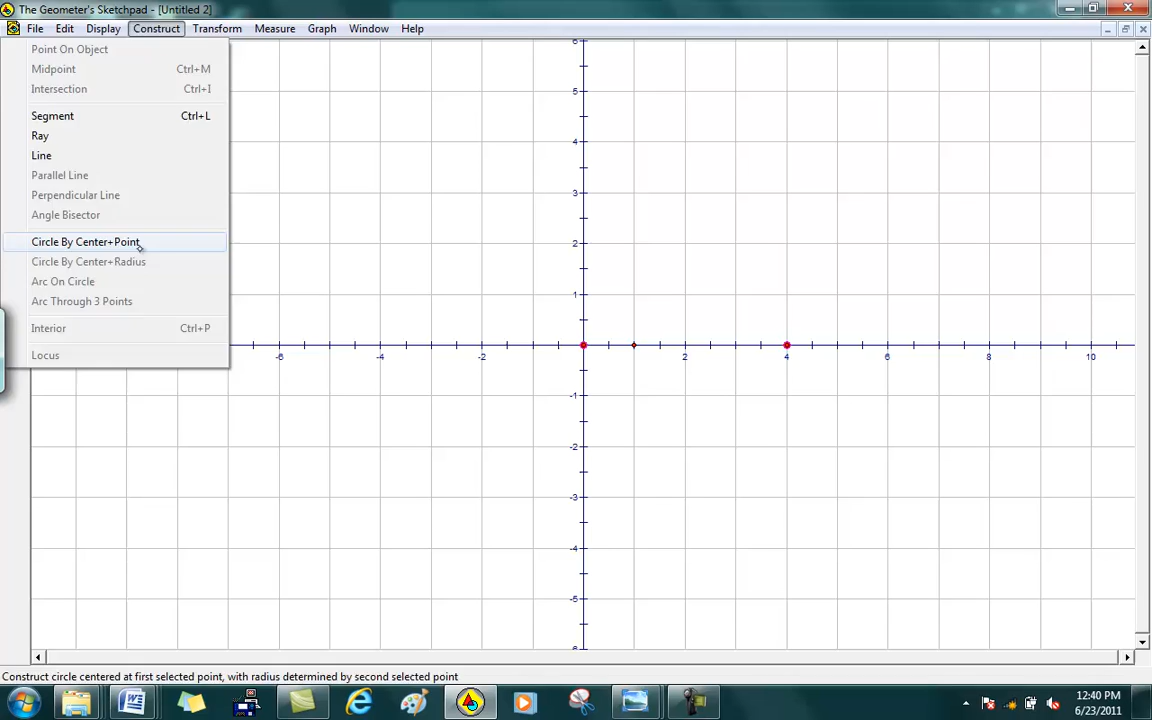 The Geometer's Sketchpad - [Untitled 2]
File Edit Display Construct Transform Measure Graph Window Help
Point On Object
Midpoint Ctrl+M
Intersection Ctrl+I
Segment Ctrl+L
Ray
Line
Parallel Line
Perpendicular Line
Angle Bisector
Circle By Center+Point
Circle By Center+Radius
Arc On Circle
Arc Through 3 Points
Interior Ctrl+P
Locus
6
5
4
3
2
1
-6 -4 -2 2 4 6 8 10
-1
-2
-3
-4
-5
-6
Construct circle centered at first selected point, with radius determined by second selected point
12:40 PM
6/23/2011